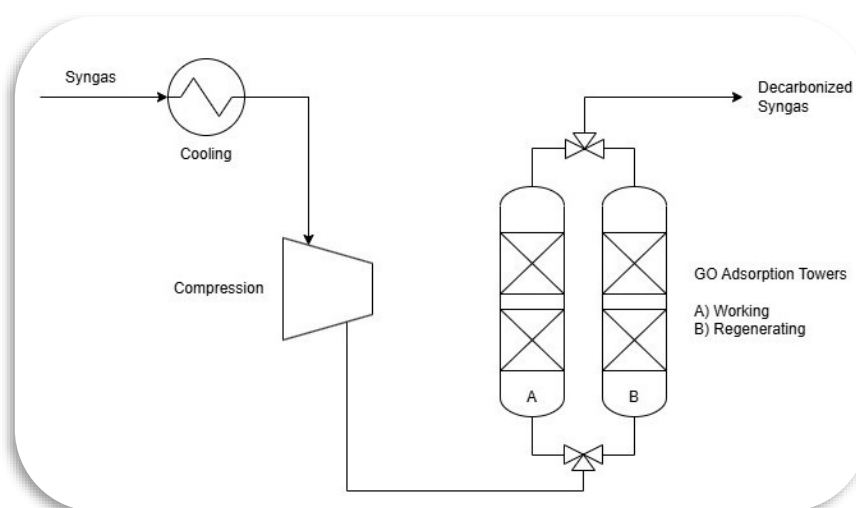 Syngas
Cooling
Compression
Decarbonized
Syngas
GO Adsorption Towers
A) Working
B) Regenerating
A
B